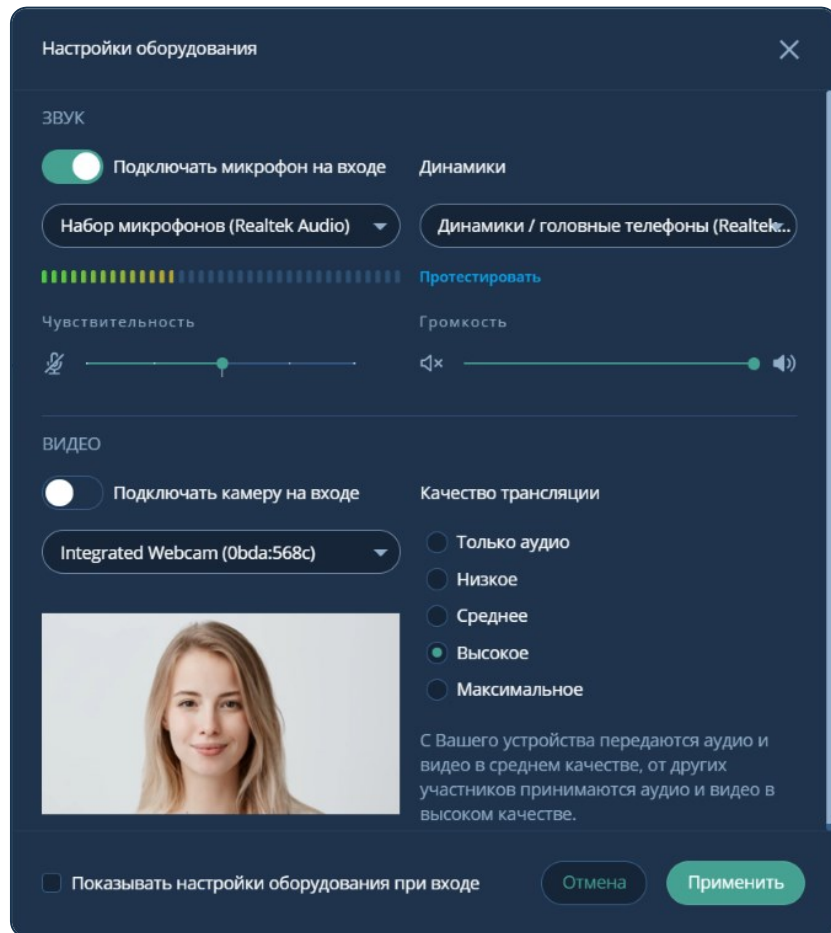 Настройки оборудования
ЗВУК
Подключать микрофон на входе
Динамики
Набор микрофонов (Realtek Audio)
Динамики / головные телефоны (Realtek...
Протестировать
Чувствительность
Громкость
ВИДЕО
Подключать камеру на входе
Качество трансляции
Integrated Webcam (0bda:568c)
Только аудио
Низкое
Среднее
Высокое
Максимальное
С Вашего устройства передаются аудио и
видео в среднем качестве, от других
участников принимаются аудио и видео в
высоком качестве.
Показывать настройки оборудования при входе
Отмена
Применить